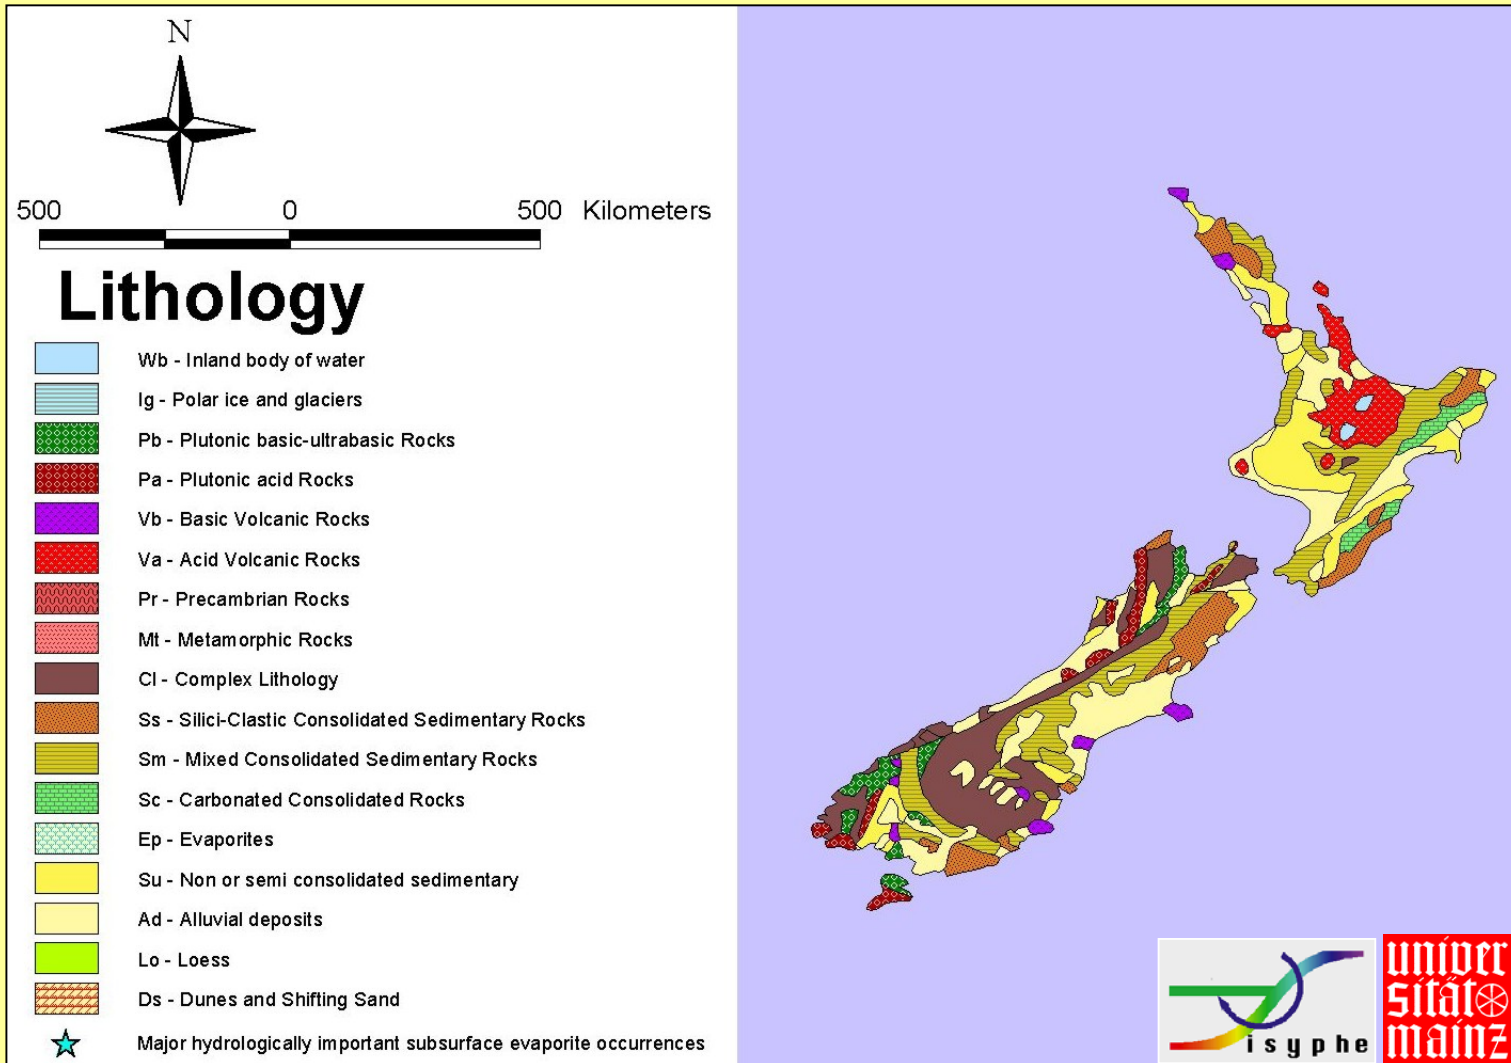 N
500 0 500 Kilometers
Lithology
Wb - Inland body of water
Ig - Polar ice and glaciers
Pb - Plutonic basic-ultrabasic Rocks
Pa - Plutonic acid Rocks
Vb - Basic Volcanic Rocks
Va - Acid Volcanic Rocks
Pr - Precambrian Rocks
Mt - Metamorphic Rocks
Cl - Complex Lithology
Ss - Silici-Clastic Consolidated Sedimentary Rocks
Sm - Mixed Consolidated Sedimentary Rocks
Sc - Carbonated Consolidated Rocks
Ep - Evaporites
Su - Non or semi consolidated sedimentary
Ad - Alluvial deposits
Lo - Loess
Ds - Dunes and Shifting Sand
Major hydrologically important subsurface evaporite occurrences
isyphe
univer
sität
mainz